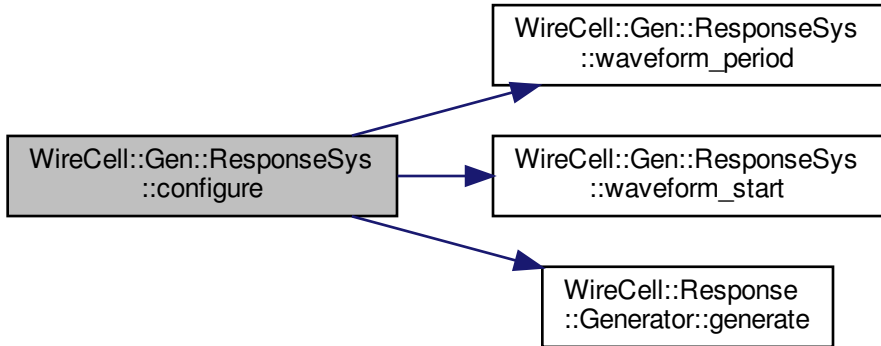 WireCell::Gen::ResponseSys
::waveform_period
WireCell::Gen::ResponseSys
::configure
WireCell::Gen::ResponseSys
::waveform_start
WireCell::Response
::Generator::generate